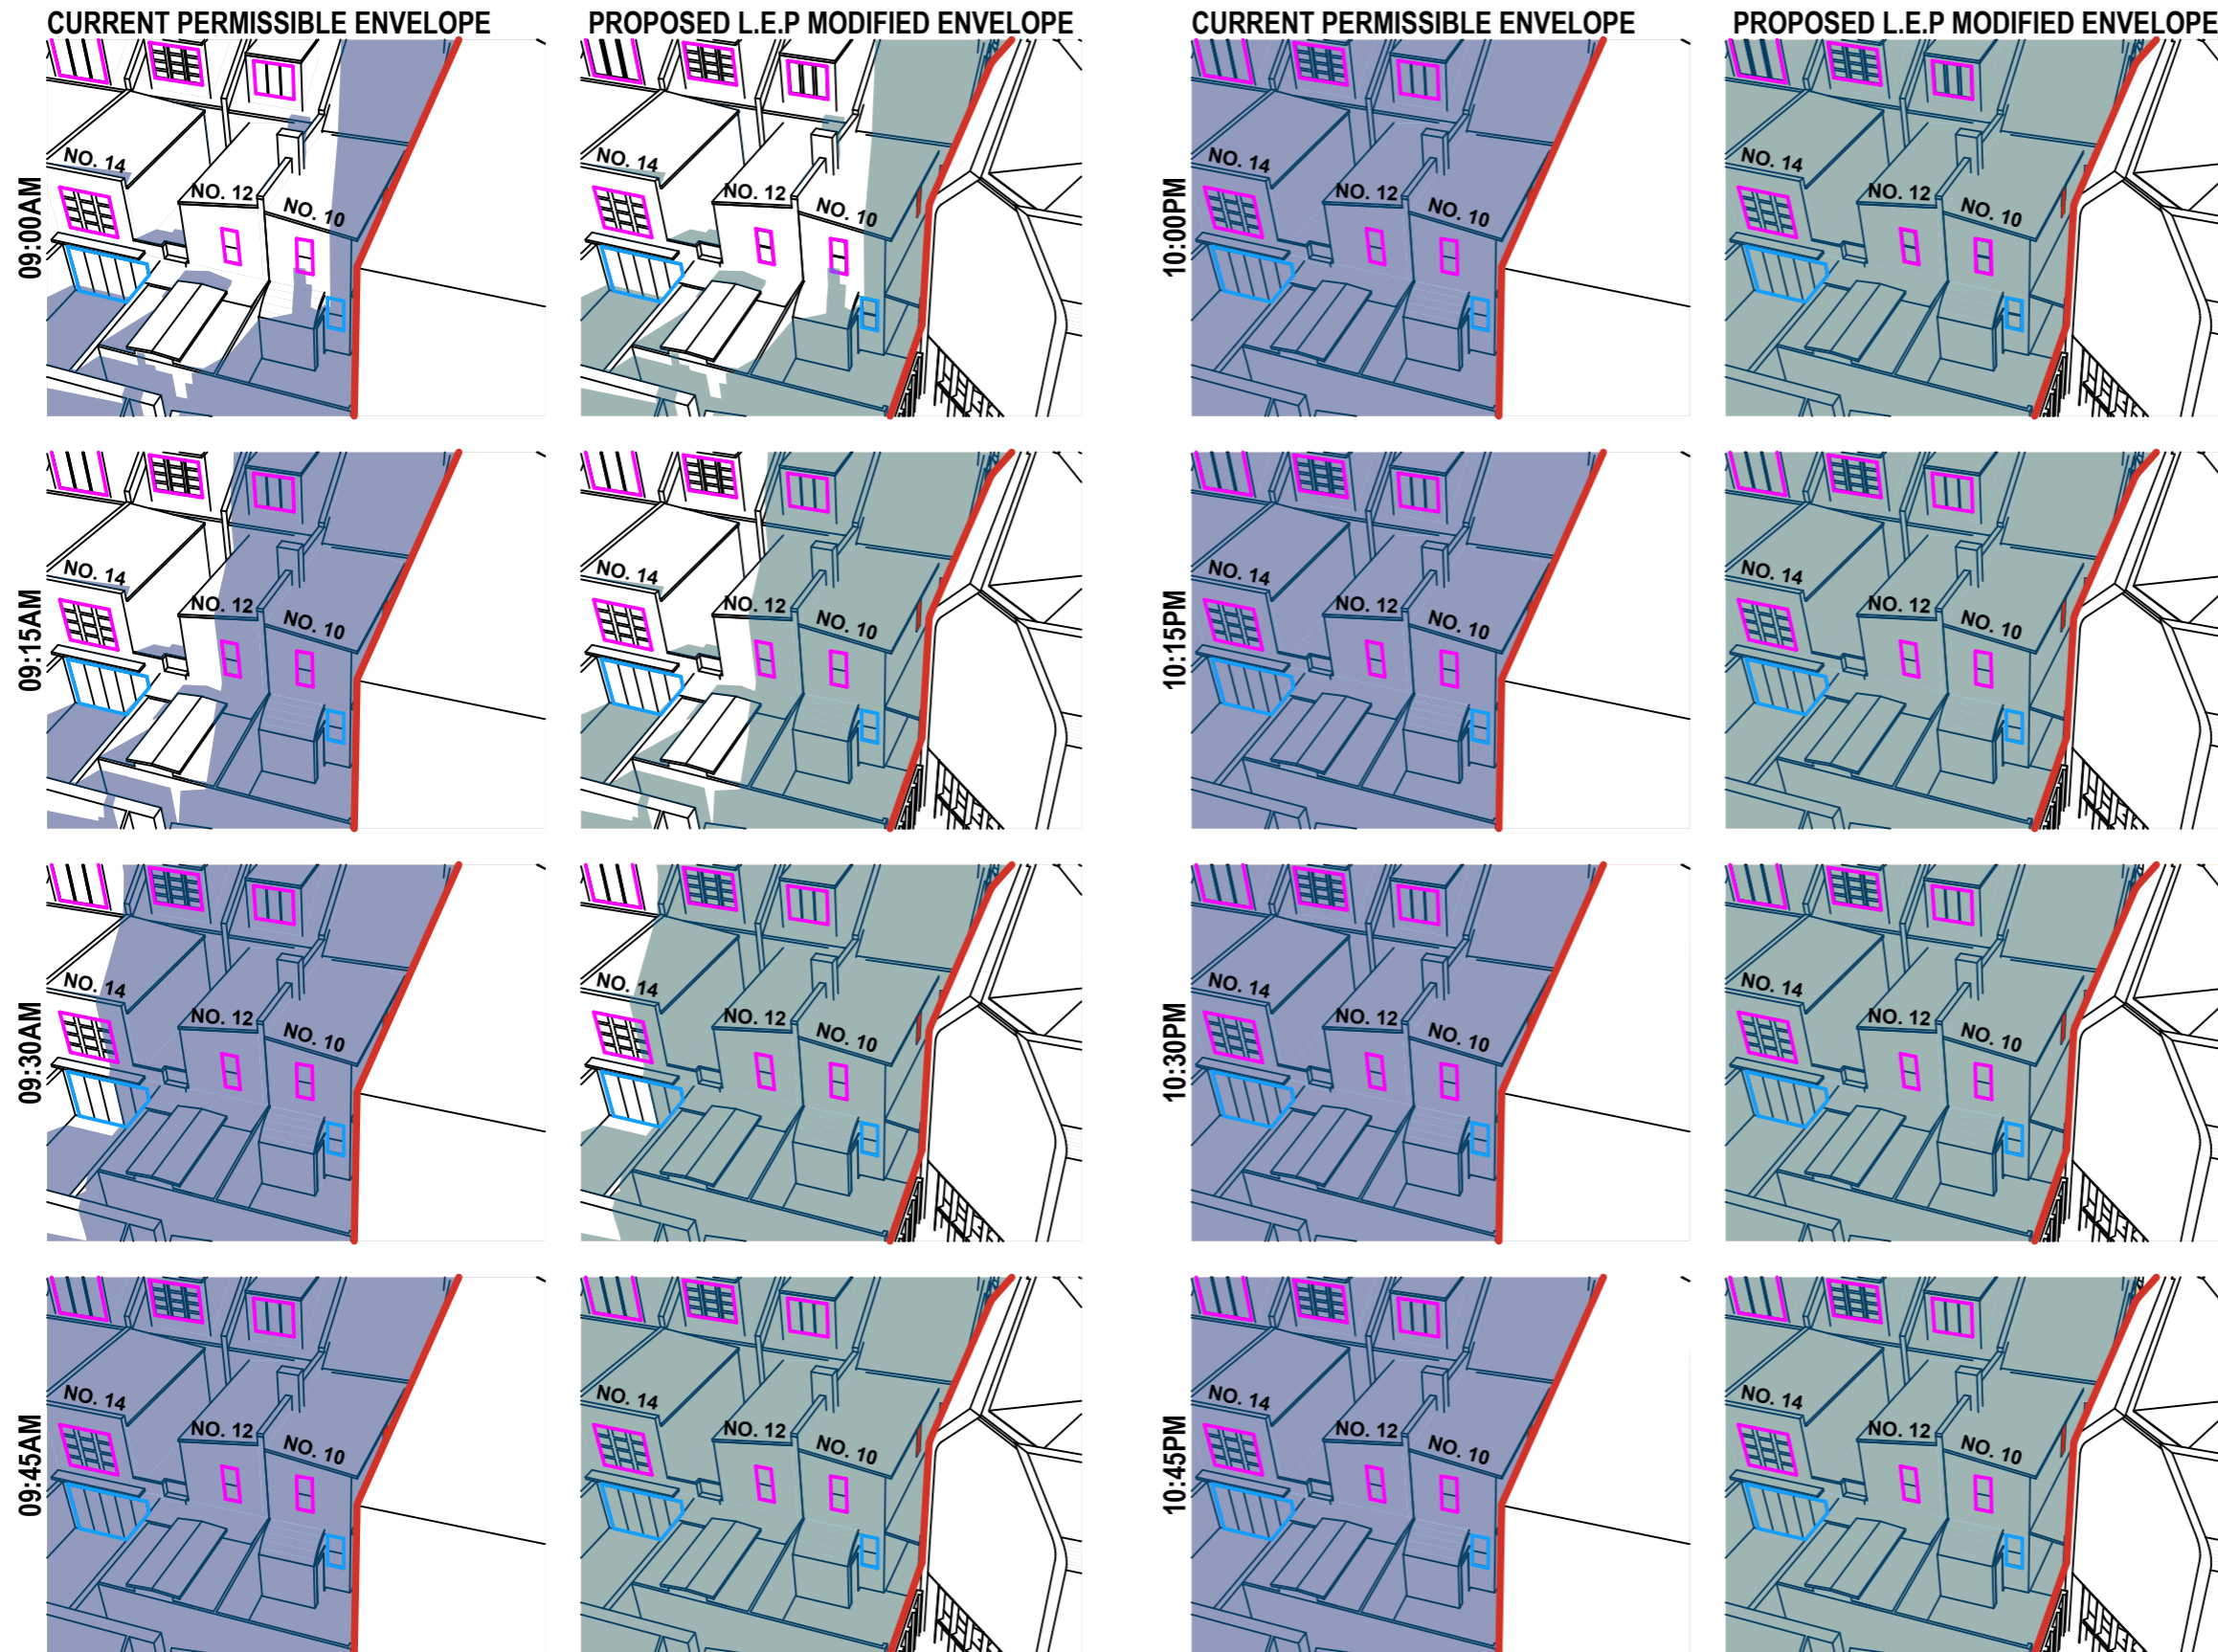 CURRENT PERMISSIBLE ENVELOPE
PROPOSED L.E.P MODIFIED ENVELOPE
CURRENT PERMISSIBLE ENVELOPE
PROPOSED L.E.P MODIFIED ENVELOPE
09:00AM
NO. 14
NO. 12
NO. 10
NO. 14
NO. 12
NO. 10
10:00PM
NO. 14
NO. 12
NO. 10
NO. 14
NO. 12
NO. 10
09:15AM
NO. 14
NO. 12
NO. 10
NO. 14
NO. 12
NO. 10
10:15PM
NO. 14
NO. 12
NO. 10
NO. 14
NO. 12
NO. 10
09:30AM
NO. 14
NO. 12
NO. 10
NO. 14
NO. 12
NO. 10
10:30PM
NO. 14
NO. 12
NO. 10
NO. 14
NO. 12
NO. 10
09:45AM
NO. 14
NO. 12
NO. 10
NO. 14
NO. 12
NO. 10
10:45PM
NO. 14
NO. 12
NO. 10
NO. 14
NO. 12
NO. 10